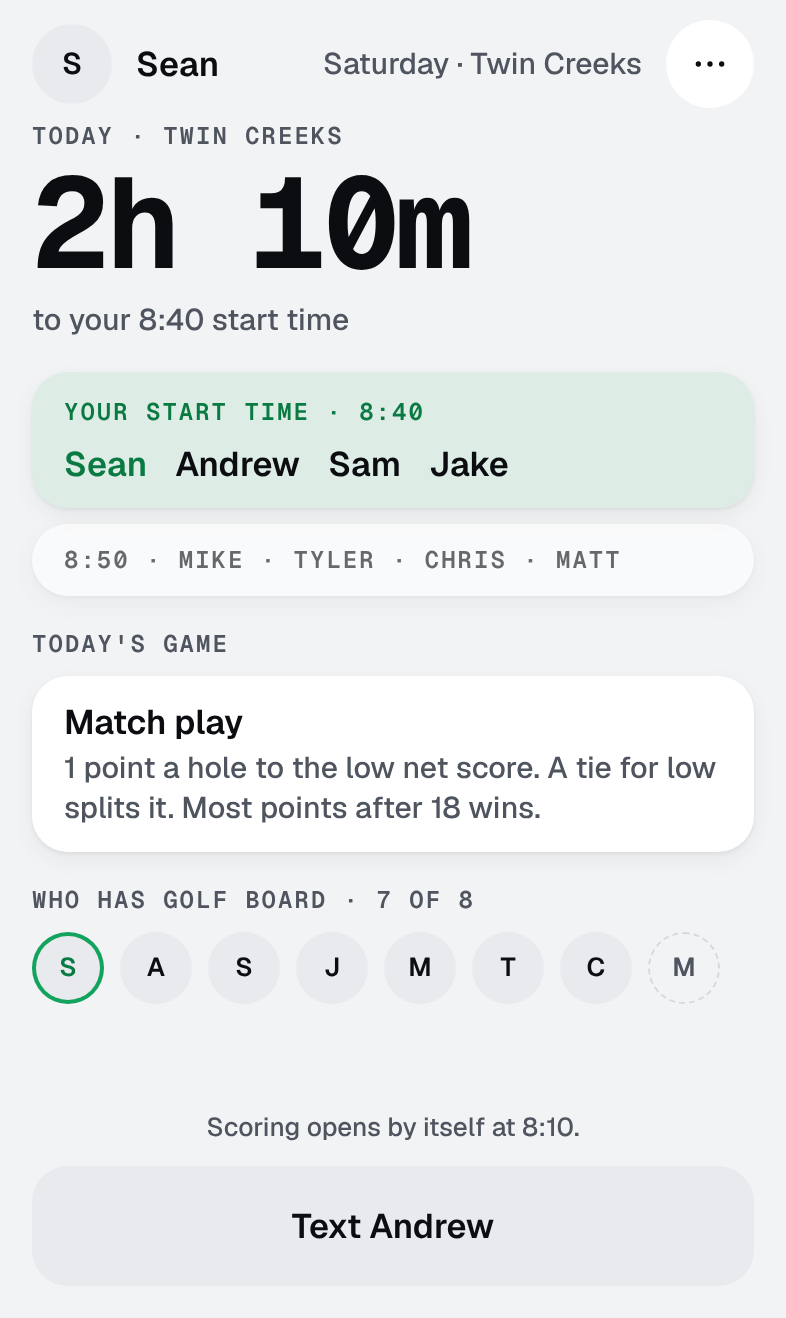 S Sean Saturday · Twin Creeks ...
TODAY · TWIN CREEKS
2h 10m
to your 8:40 start time
YOUR START TIME · 8:40
Sean Andrew Sam Jake
8:50 · MIKE · TYLER · CHRIS · MATT
TODAY'S GAME
Match play
1 point a hole to the low net score. A tie for low
splits it. Most points after 18 wins.
WHO HAS GOLF BOARD · 7 OF 8
S A S J M T C M
Scoring opens by itself at 8:10.
Text Andrew